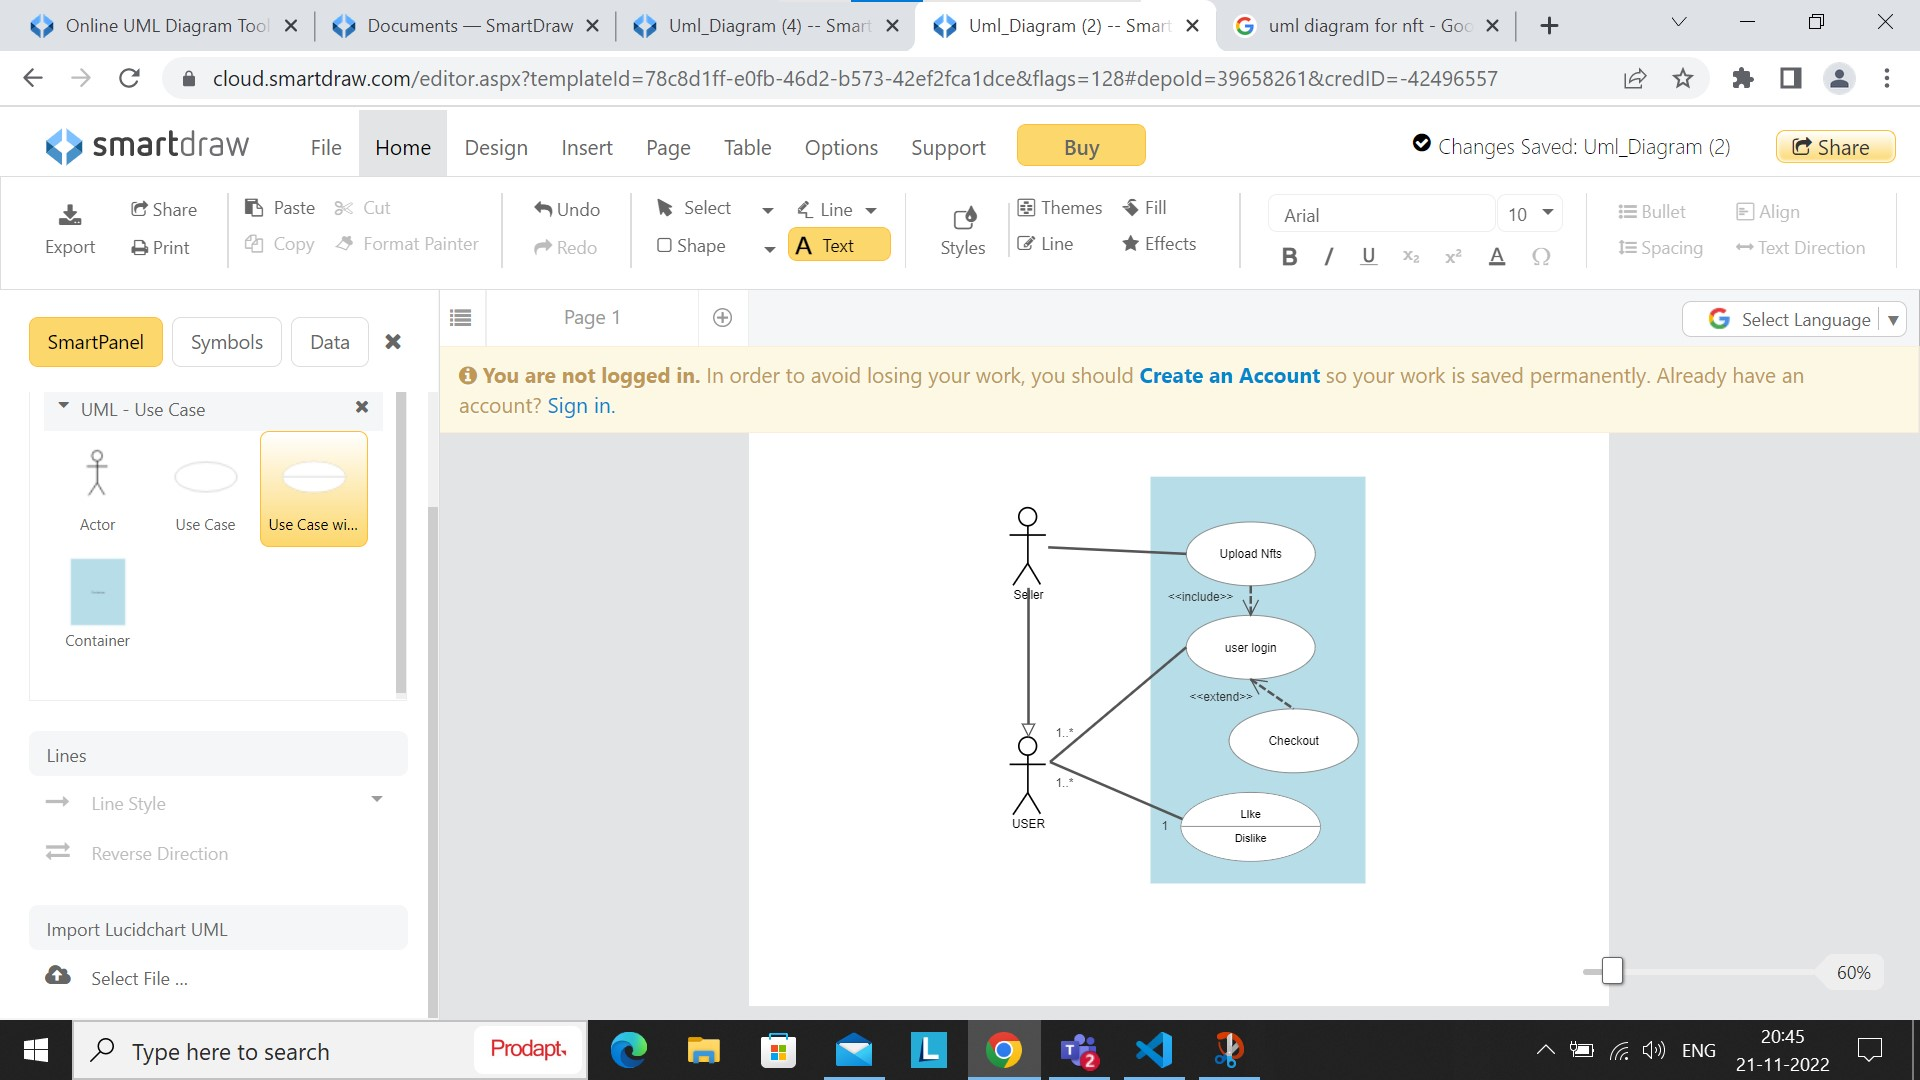 Online UML Diagram Tool
Documents — SmartDraw
Uml_Diagram (4) -- Smart
Uml_Diagram (2) -- Smart
uml diagram for nft - Goo
cloud.smartdraw.com/editor.aspx?templateId=78c8d1ff-e0fb-46d2-b573-42ef2fca1dce&flags=128#depoId=39658261&credID=-42496557
smartdraw
File Home Design Insert Page Table Options Support Buy
Changes Saved: Uml_Diagram (2)
Share
Export
Share
Print
Paste Cut
Copy Format Painter
Undo
Redo
Select Line
Shape A Text
Styles
Themes Fill
Line Effects
Arial 10
B I U x₂ x² A Ω
Bullet Align
Spacing Text Direction
SmartPanel Symbols Data
Page 1
Select Language
You are not logged in. In order to avoid losing your work, you should Create an Account so your work is saved permanently. Already have an
account? Sign in.
UML - Use Case
Actor Use Case Use Case wi...
Container
Lines
Line Style
Reverse Direction
Import Lucidchart UML
Select File ...
Upload Nfts
Seller
<<include>>
user login
<<extend>>
1..*
Checkout
1..*
USER
1
LIke
Dislike
60%
Type here to search
Prodapt
L
T
2
ENG
20:45
21-11-2022